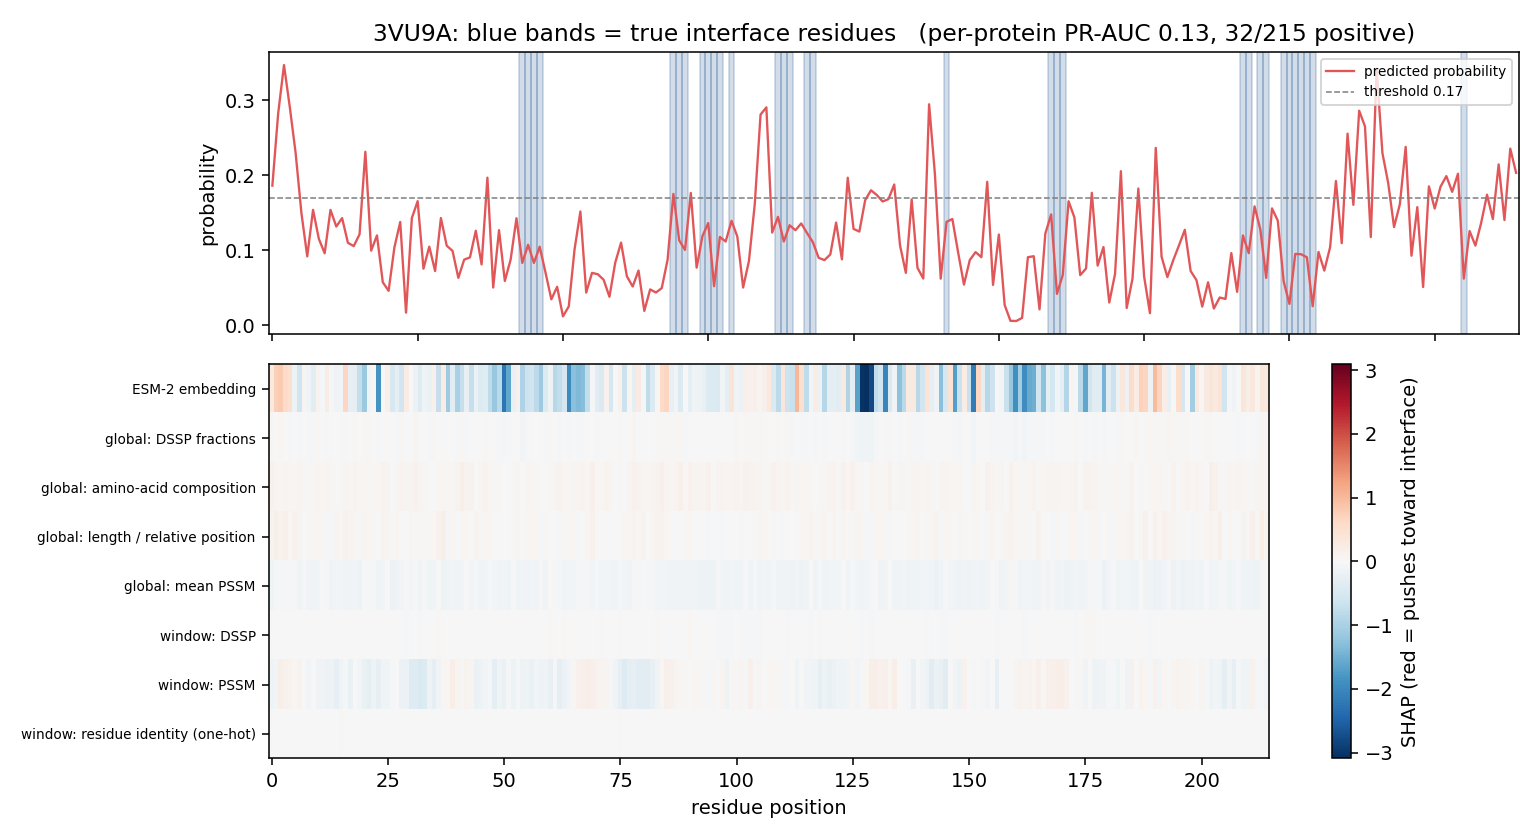 3VU9A: blue bands = true interface residues (per-protein PR-AUC 0.13, 32/215 positive)
predicted probability
threshold 0.17
probability
0.3
0.2
0.1
0.0
ESM-2 embedding
global: DSSP fractions
global: amino-acid composition
global: length / relative position
global: mean PSSM
window: DSSP
window: PSSM
window: residue identity (one-hot)
0 25 50 75 100 125 150 175 200
residue position
3
2
1
0
−1
−2
−3
SHAP (red = pushes toward interface)